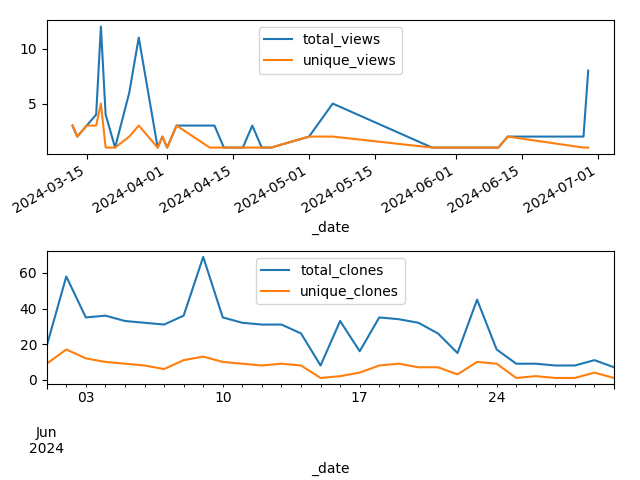 total_views
unique_views
10
5
2024-03-15
2024-04-01
2024-04-15
2024-05-01
2024-05-15
2024-06-01
2024-06-15
2024-07-01
_date
total_clones
unique_clones
60
40
20
0
03
10
17
24
Jun
2024
_date